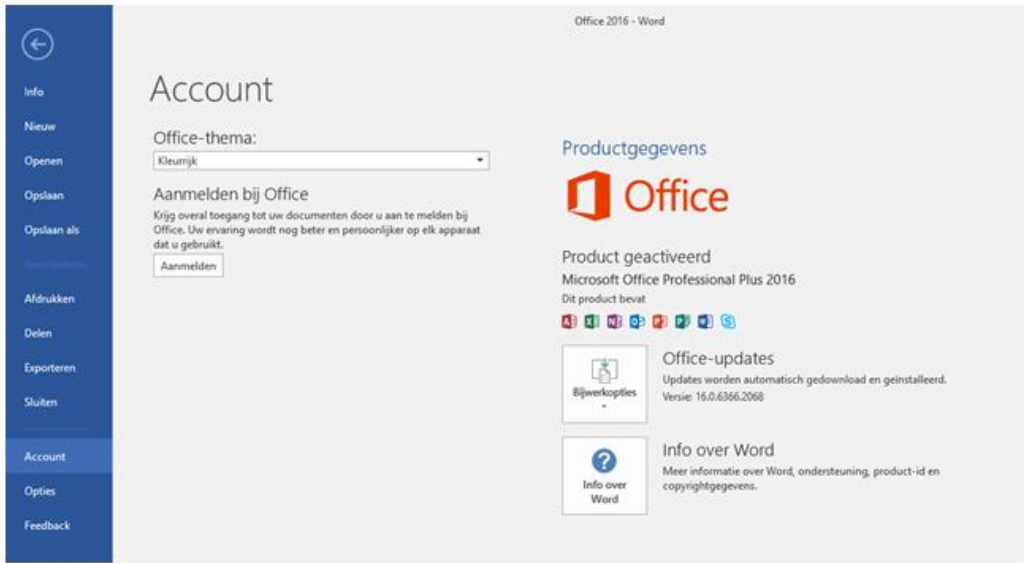 Office 2016 - Word
Info
Nieuw
Openen
Opslaan
Opslaan als
Afdrukken
Delen
Exporteren
Sluiten
Account
Opties
Feedback
Account
Office-thema:
Kleurrijk
Aanmelden bij Office
Krijg overal toegang tot uw documenten door u aan te melden bij
Office. Uw ervaring wordt nog beter en persoonlijker op elk apparaat
dat u gebruikt.
Aanmelden
Productgegevens
Office
Product geactiveerd
Microsoft Office Professional Plus 2016
Dit product bevat
Bijwerkopties
Office-updates
Updates worden automatisch gedownload en geïnstalleerd.
Versie: 16.0.6366.2068
Info over
Word
Info over Word
Meer informatie over Word, ondersteuning, product-id en
copyrightgegevens.